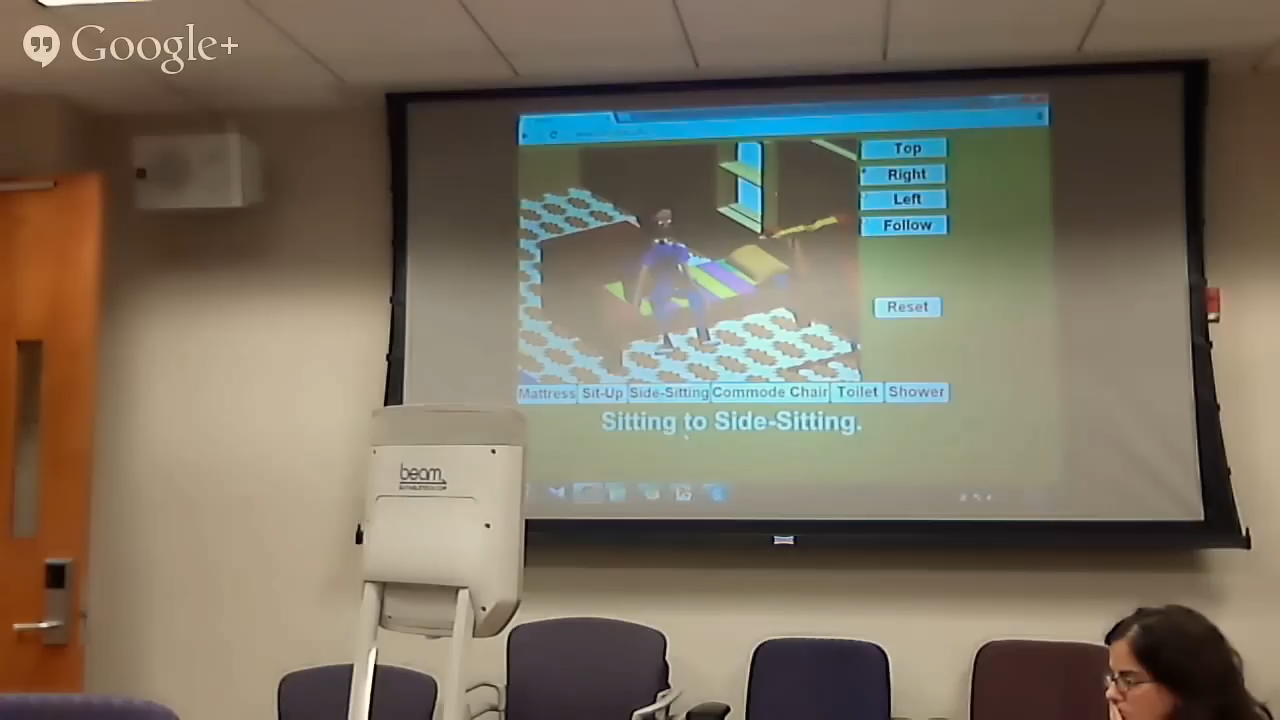 Google+
Top
Right
Left
Follow
Reset
Mattress Sit-Up Side-Sitting Commode Chair Toilet Shower
Sitting to Side-Sitting.
beam